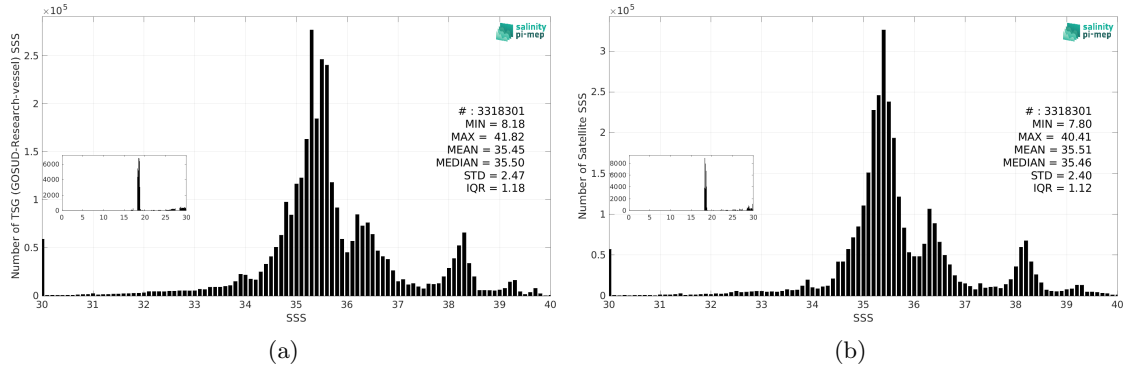 ×10⁵
salinity
pi-mep
Number of TSG (GOSUD-Research-vessel) SSS
2.5
2
1.5
1
0.5
0
# : 3318301
MIN = 8.18
MAX = 41.82
MEAN = 35.45
MEDIAN = 35.50
STD = 2.47
IQR = 1.18
6000
4000
2000
0
0 5 10 15 20 25 30
30 31 32 33 34 35 36 37 38 39 40
SSS
(a)
×10⁵
salinity
pi-mep
Number of Satellite SSS
3
2.5
2
1.5
1
0.5
0
# : 3318301
MIN = 7.80
MAX = 40.41
MEAN = 35.51
MEDIAN = 35.46
STD = 2.40
IQR = 1.12
8000
6000
4000
2000
0
0 5 10 15 20 25 30
30 31 32 33 34 35 36 37 38 39 40
SSS
(b)